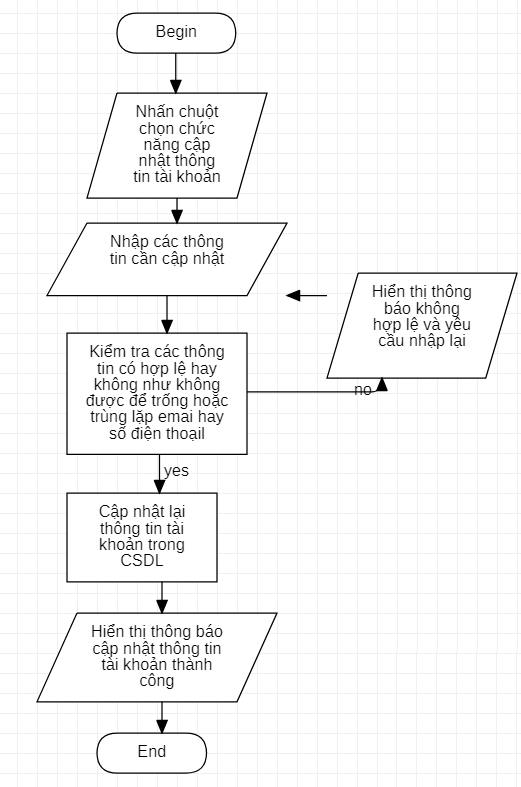 Begin
Nhấn chuột
chọn chức
năng cập
nhật thông
tin tài khoản
Nhập các thông
tin cần cập nhật
Hiển thị thông
báo không
hợp lệ và yêu
cầu nhập lại
Kiểm tra các thông
tin có hợp lệ hay
không như không
được để trống hoặc
trùng lặp emai hay
số điện thoạil
no
yes
Cập nhật lại
thông tin tài
khoản trong
CSDL
Hiển thị thông báo
cập nhật thông tin
tài khoản thành
công
End